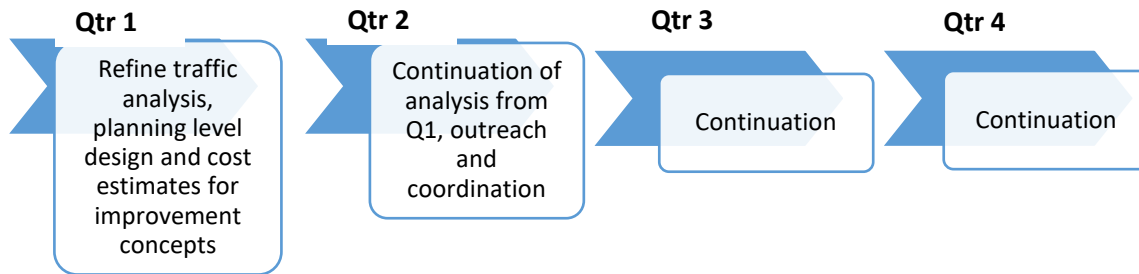 Qtr 1
Refine traffic
analysis,
planning level
design and cost
estimates for
improvement
concepts
Qtr 2
Continuation of
analysis from
Q1, outreach
and
coordination
Qtr 3
Continuation
Qtr 4
Continuation